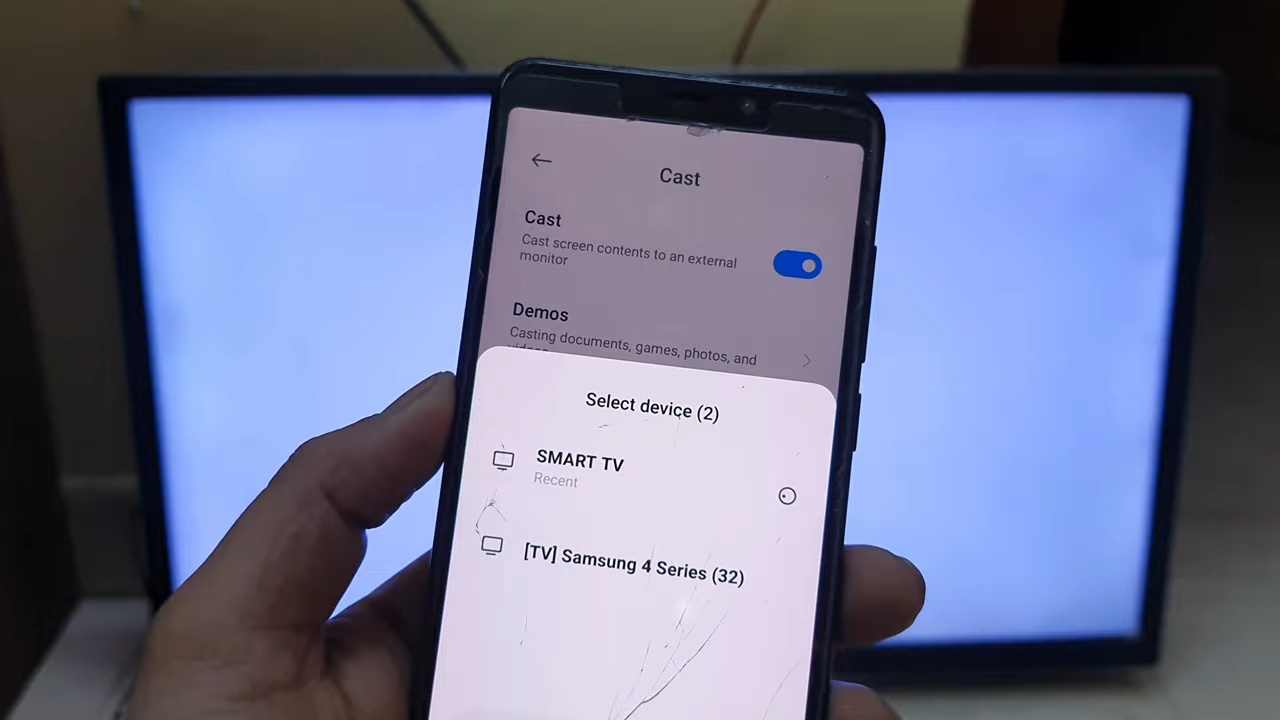 Cast
Cast
Cast screen contents to an external
monitor
Demos
Casting documents, games, photos, and
videos
Select device (2)
SMART TV
Recent
[TV] Samsung 4 Series (32)